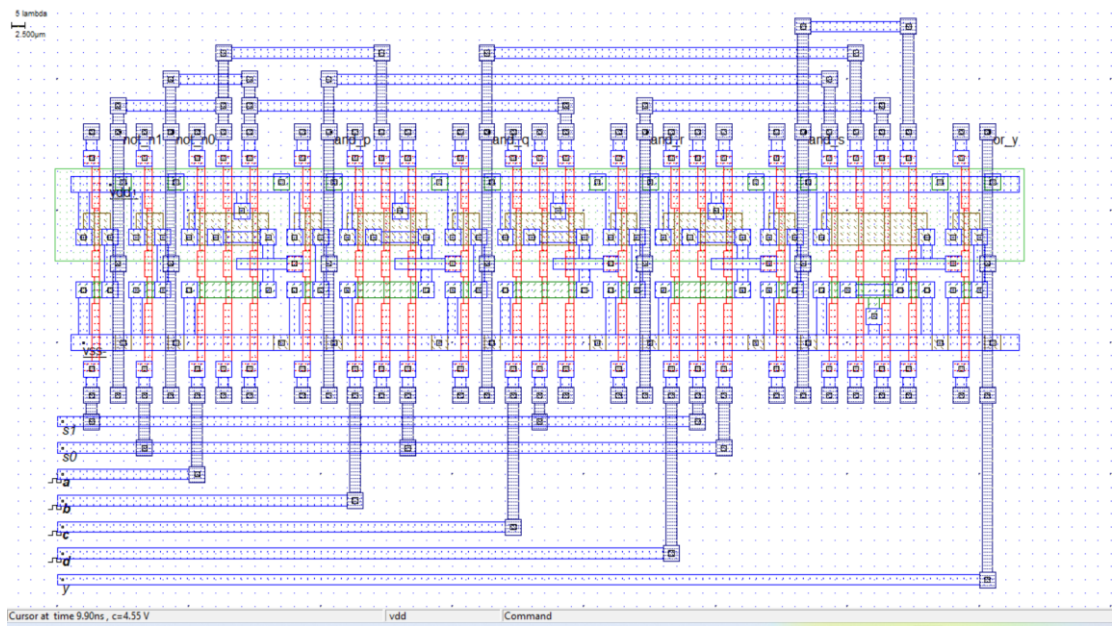 5 lambda
2.500µm
not_n1 not_n0 and_p and_q and_r and_s or_y
vdd
vss-
s1
s0
a
b
c
d
y
Cursor at time 9.90ns , c=4.55 V vdd Command